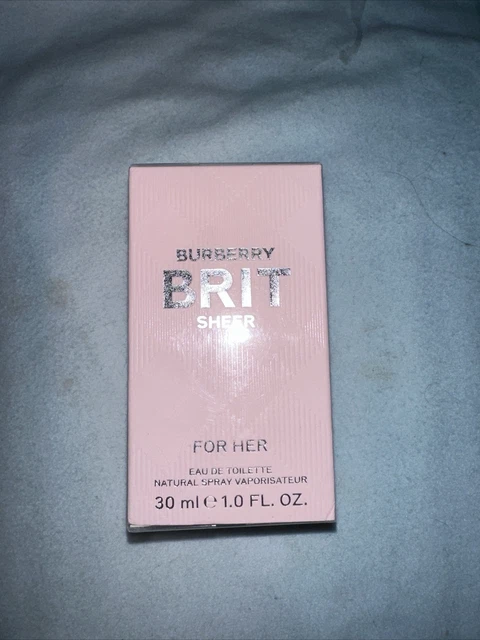 BURBERRY
BRIT
SHEER
FOR HER
EAU DE TOILETTE
NATURAL SPRAY VAPORISATEUR
30 ml ℮ 1.0 FL. OZ.